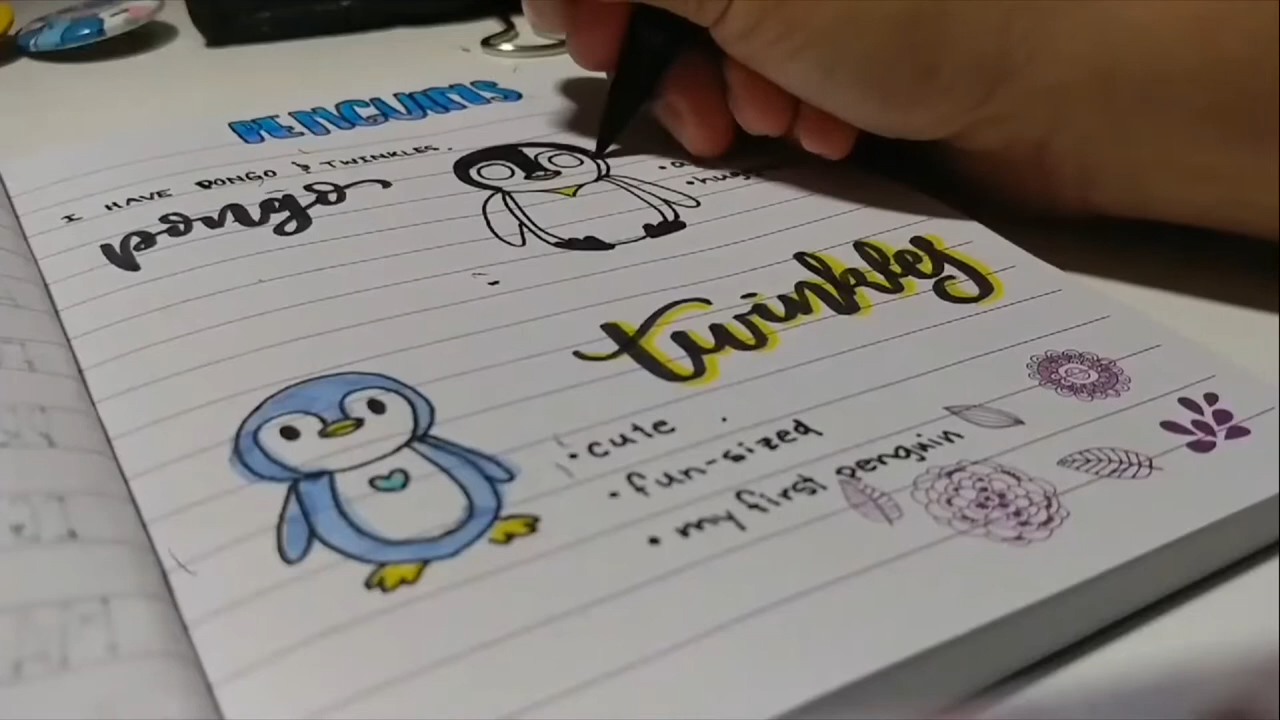 PENGUINS
I HAVE PONGO & TWINKLES.
pongo
twinkles
• cute
• fun-sized
• my first penguin